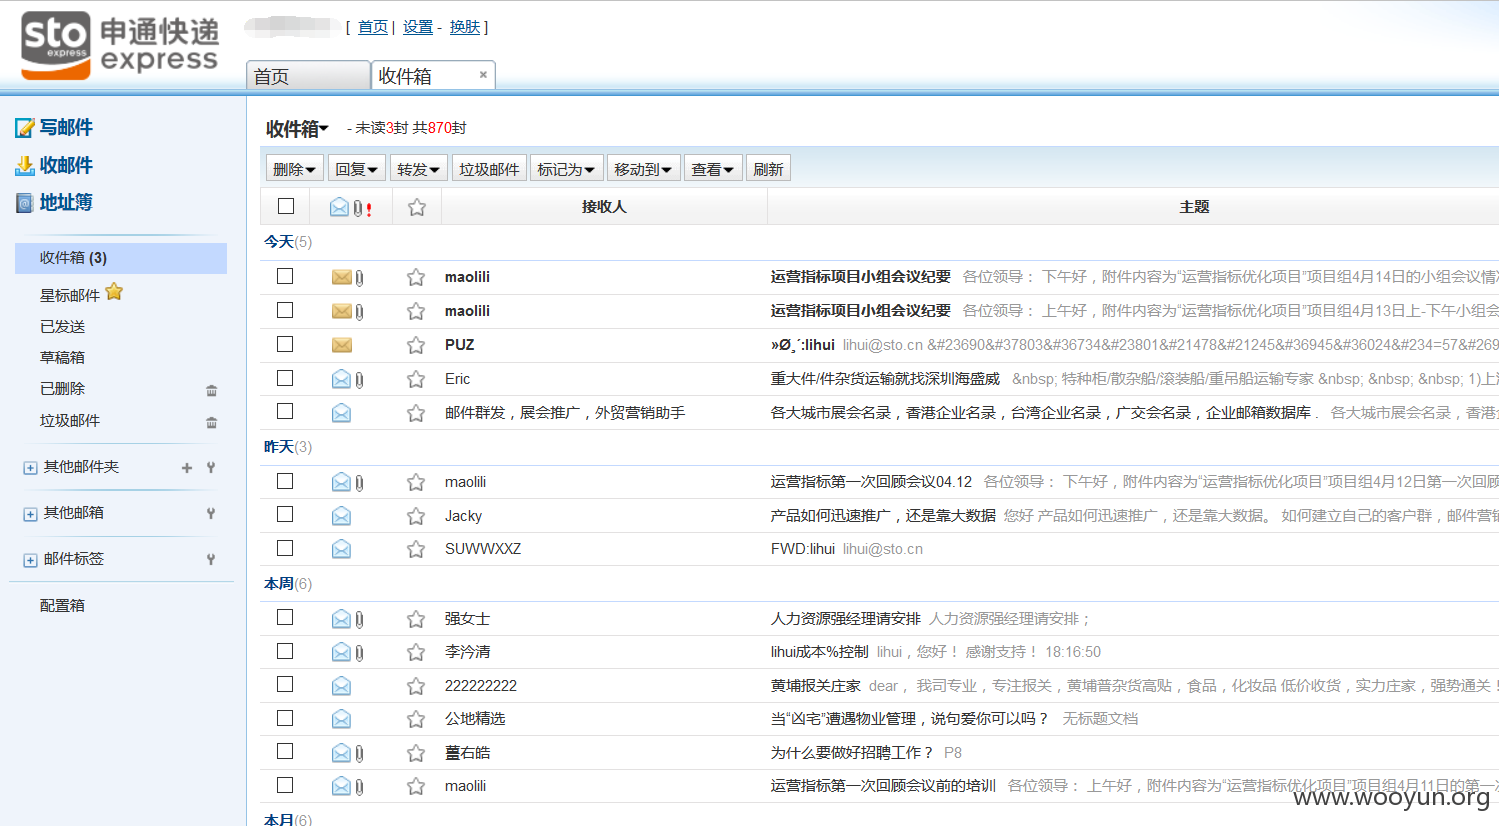 sto express 申通快递 express
[ 首页 | 设置 - 换肤 ]
首页 收件箱 ×
写邮件
收邮件
地址簿
收件箱 (3)
星标邮件
已发送
草稿箱
已删除
垃圾邮件
其他邮件夹
其他邮箱
邮件标签
配置箱
收件箱 - 未读3封 共870封
删除 回复 转发 垃圾邮件 标记为 移动到 查看 刷新
接收人 主题
今天(5)
maolili 运营指标项目小组会议纪要 各位领导： 下午好，附件内容为“运营指标优化项目”项目组4月14日的小组会议情
maolili 运营指标项目小组会议纪要 各位领导： 上午好，附件内容为“运营指标优化项目”项目组4月13日上-下午小组会
PUZ »Ø¸´:lihui lihui@sto.cn &#23690&#37803&#36734&#23801&#21478&#21245&#36945&#36024&#234=57&#269
Eric 重大件/件杂货运输就找深圳海盛威 &nbsp; 特种柜/散杂船/滚装船/重吊船运输专家 &nbsp; &nbsp; &nbsp; 1)上
邮件群发，展会推广，外贸营销助手 各大城市展会名录，香港企业名录，台湾企业名录，广交会名录，企业邮箱数据库 . 各大城市展会名录，香港
昨天(3)
maolili 运营指标第一次回顾会议04.12 各位领导： 下午好，附件内容为“运营指标优化项目”项目组4月12日第一次回顾
Jacky 产品如何迅速推广，还是靠大数据 您好 产品如何迅速推广，还是靠大数据。 如何建立自己的客户群，邮件营销
SUWWXXZ FWD:lihui lihui@sto.cn
本周(6)
强女士 人力资源强经理请安排 人力资源强经理请安排；
李汵清 lihui成本%控制 lihui，您好！ 感谢支持！ 18:16:50
222222222 黄埔报关庄家 dear， 我司专业，专注报关，黄埔普杂货高贴，食品，化妆品 低价收货，实力庄家，强势通关！
公地精选 当“凶宅”遭遇物业管理，说句爱你可以吗？ 无标题文档
薑右皓 为什么要做好招聘工作？ P8
maolili 运营指标第一次回顾会议前的培训 各位领导： 上午好，附件内容为“运营指标优化项目”项目组4月11日的第一
本月(6)
www.wooyun.org